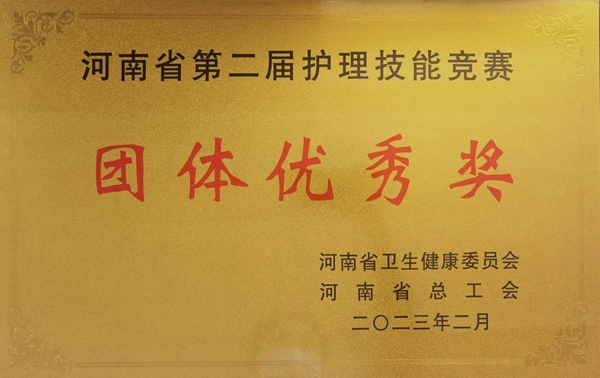 河南省第二届护理技能竞赛
团体优秀奖
河南省卫生健康委员会
河南省总工会
二〇二三年二月